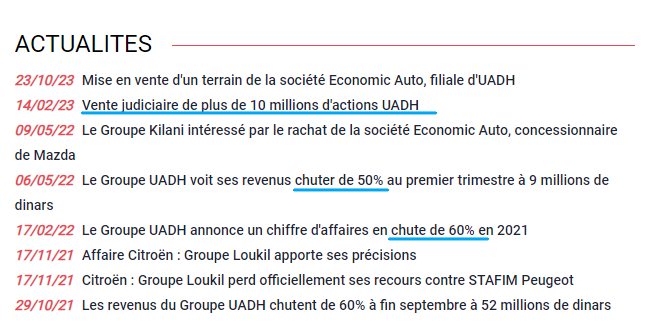 ACTUALITES
23/10/23 Mise en vente d'un terrain de la société Economic Auto, filiale d'UADH
14/02/23 Vente judiciaire de plus de 10 millions d'actions UADH
09/05/22 Le Groupe Kilani intéressé par le rachat de la société Economic Auto, concessionnaire
de Mazda
06/05/22 Le Groupe UADH voit ses revenus chuter de 50% au premier trimestre à 9 millions de
dinars
17/02/22 Le Groupe UADH annonce un chiffre d'affaires en chute de 60% en 2021
17/11/21 Affaire Citroën : Groupe Loukil apporte ses précisions
17/11/21 Citroën : Groupe Loukil perd officiellement ses recours contre STAFIM Peugeot
29/10/21 Les revenus du Groupe UADH chutent de 60% à fin septembre à 52 millions de dinars